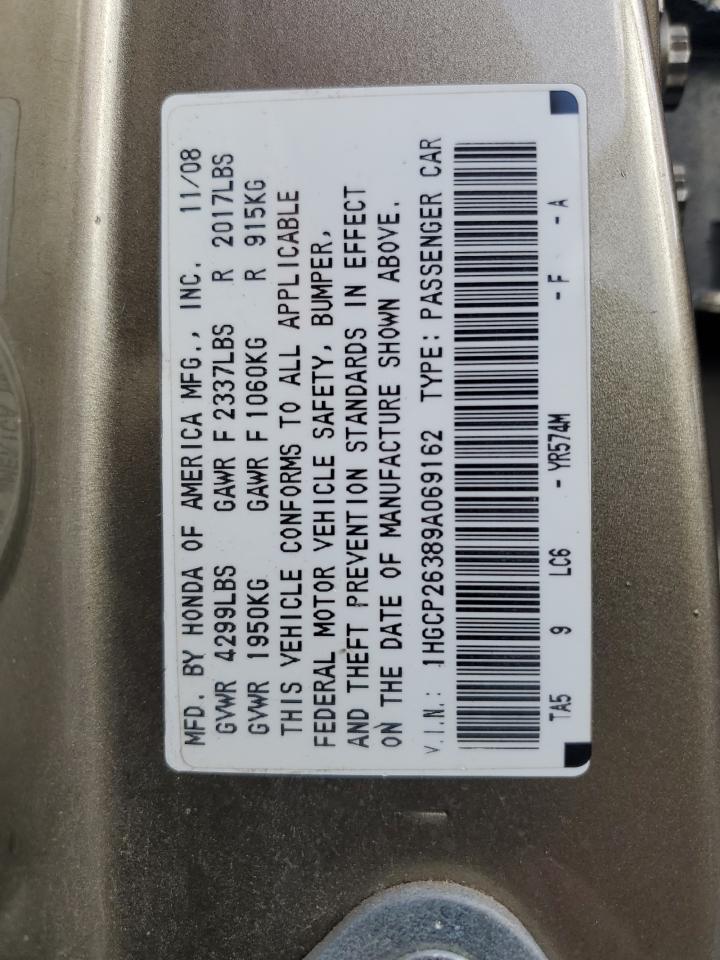 MFD. BY HONDA OF AMERICA MFG., INC. 11/08
GVWR 4299LBS GAWR F 2337LBS R 2017LBS
GVWR 1950KG GAWR F 1060KG R 915KG
THIS VEHICLE CONFORMS TO ALL APPLICABLE
FEDERAL MOTOR VEHICLE SAFETY, BUMPER,
AND THEFT PREVENTION STANDARDS IN EFFECT
ON THE DATE OF MANUFACTURE SHOWN ABOVE.
V.I.N.: 1HGCP26389A069162 TYPE: PASSENGER CAR
TA5 9 LC6 - YR574M - F - A